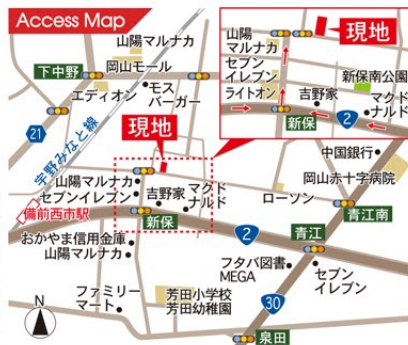 Access Map
山陽マルナカ
岡山モール
下中野
エディオン
モス
バーガー
21
宇野みなと線
現地
山陽マルナカ
セブンイレブン
吉野家
マクド
ナルド
備前西市駅
新保
おかやま信用金庫
山陽マルナカ
2
ファミリー
マート
芳田小学校
芳田幼稚園
フタバ図書
MEGA
セブン
イレブン
30
泉田
青江
青江南
ローソン
岡山赤十字病院
中国銀行
山陽
マルナカ
セブン
イレブン
ライトオン
現地
新保南公園
吉野家
マクド
ナルド
新保
2
N